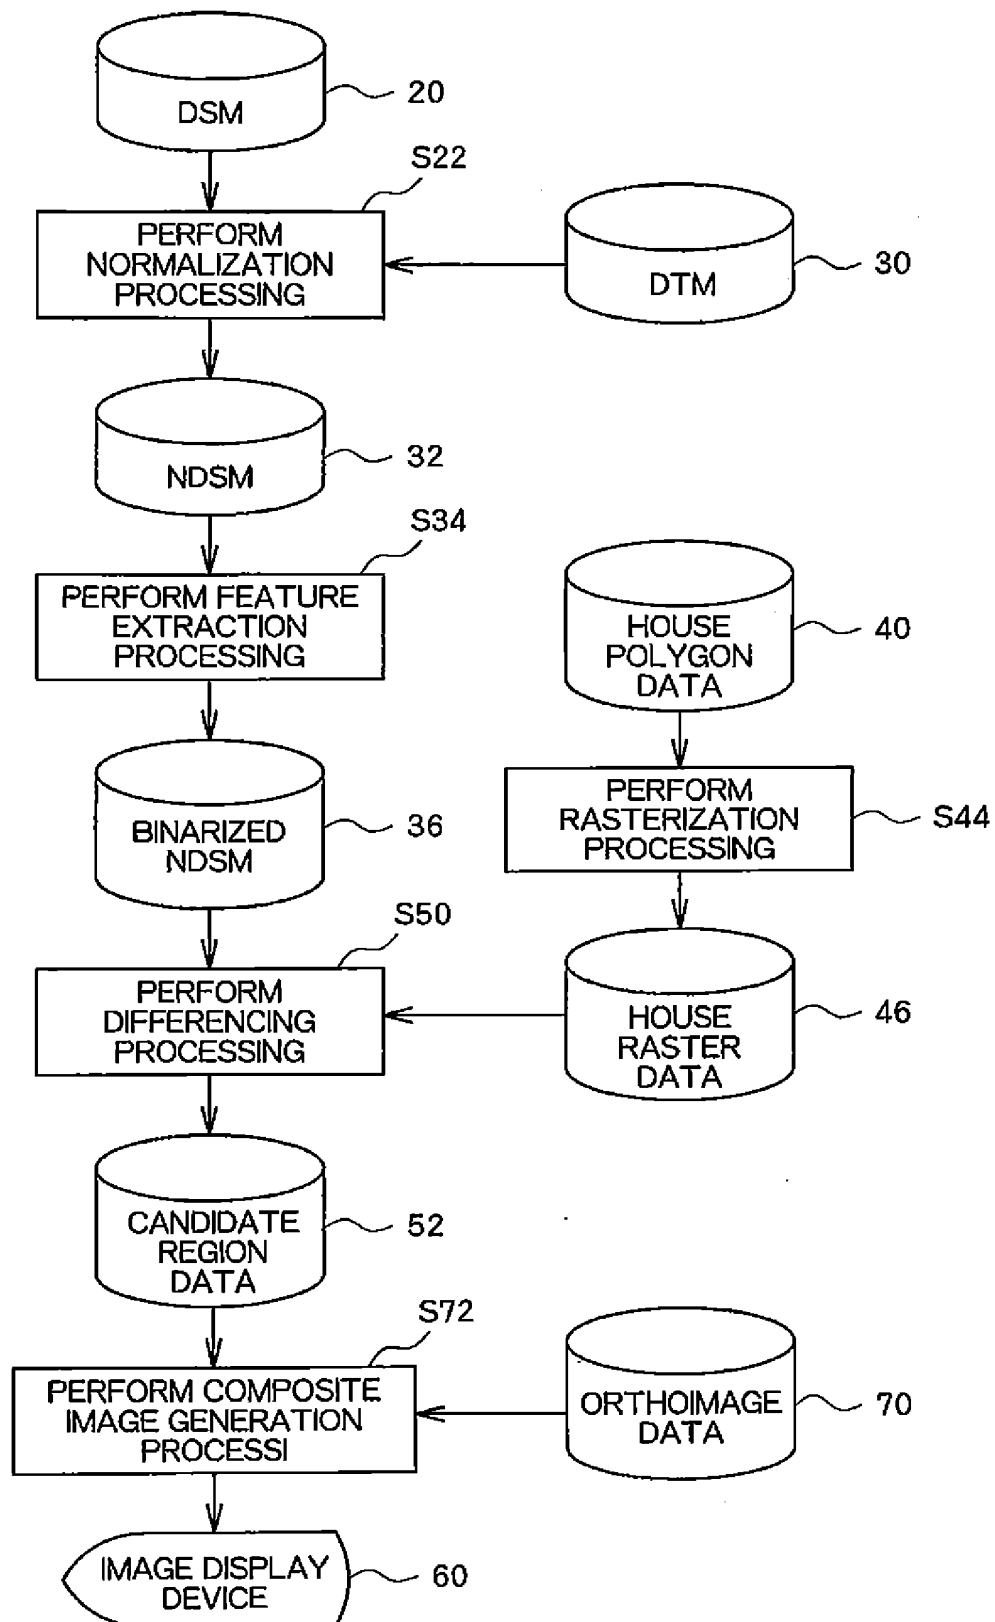 DSM
20
S22
PERFORM
NORMALIZATION
PROCESSING
DTM
30
NDSM
32
S34
PERFORM FEATURE
EXTRACTION
PROCESSING
HOUSE
POLYGON
DATA
40
BINARIZED
NDSM
36
PERFORM
RASTERIZATION
PROCESSING
S44
S50
PERFORM
DIFFERENCING
PROCESSING
HOUSE
RASTER
DATA
46
CANDIDATE
REGION
DATA
52
S72
PERFORM COMPOSITE
IMAGE GENERATION
PROCESSI
ORTHOIMAGE
DATA
70
IMAGE DISPLAY
DEVICE
60